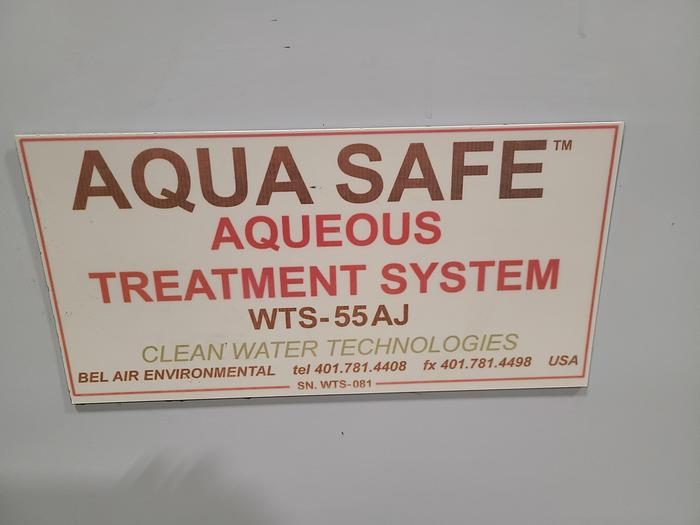 AQUA SAFE™
AQUEOUS
TREATMENT SYSTEM
WTS-55AJ
CLEAN WATER TECHNOLOGIES
BEL AIR ENVIRONMENTAL tel 401.781.4408 fx 401.781.4498 USA
SN. WTS-081